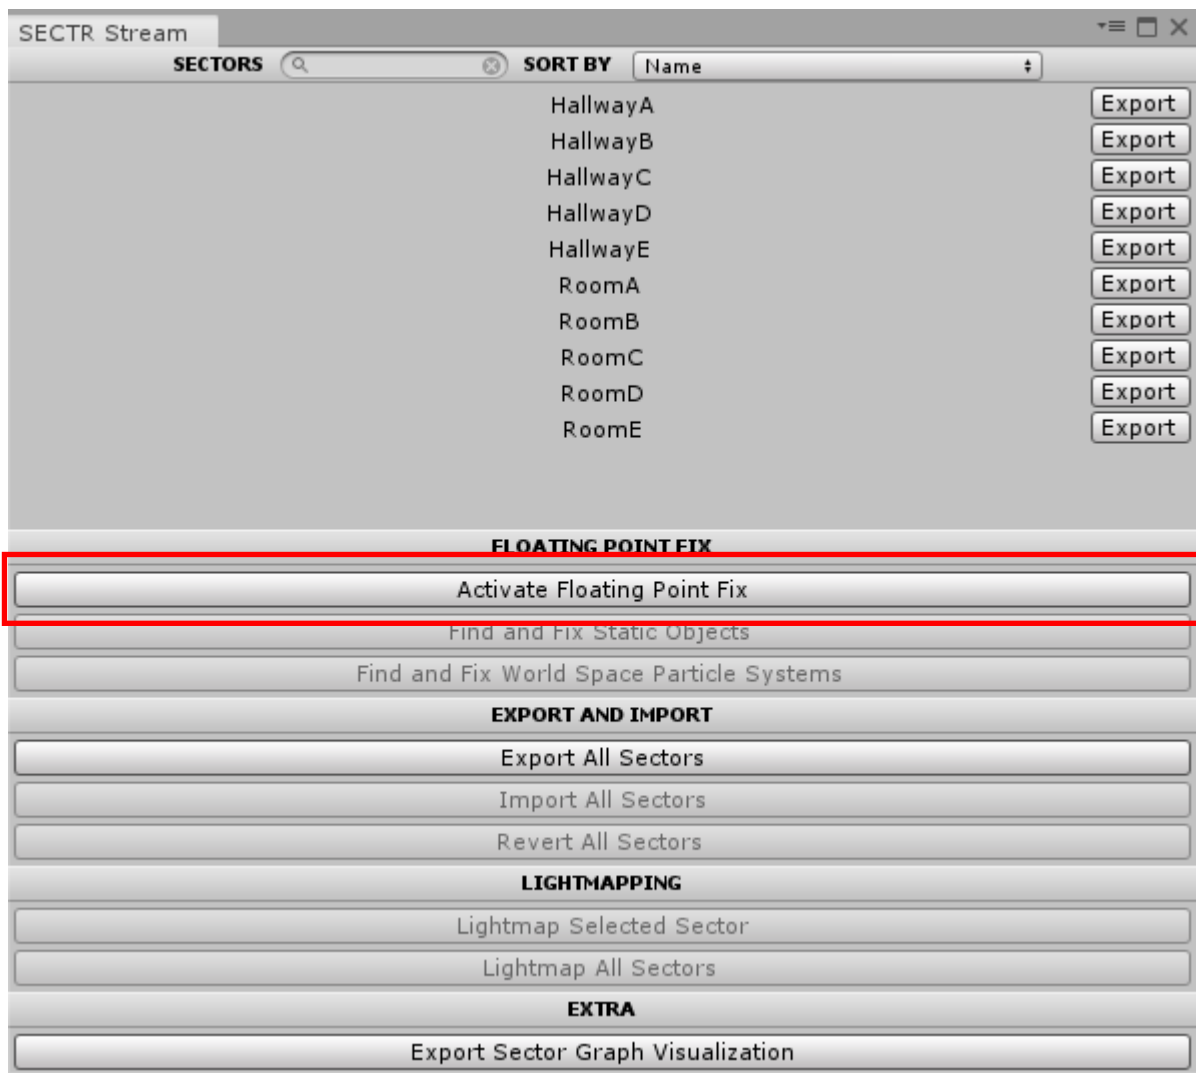 SECTR Stream
SECTORS SORT BY Name
HallwayA Export
HallwayB Export
HallwayC Export
HallwayD Export
HallwayE Export
RoomA Export
RoomB Export
RoomC Export
RoomD Export
RoomE Export
FLOATING POINT FIX
Activate Floating Point Fix
Find and Fix Static Objects
Find and Fix World Space Particle Systems
EXPORT AND IMPORT
Export All Sectors
Import All Sectors
Revert All Sectors
LIGHTMAPPING
Lightmap Selected Sector
Lightmap All Sectors
EXTRA
Export Sector Graph Visualization